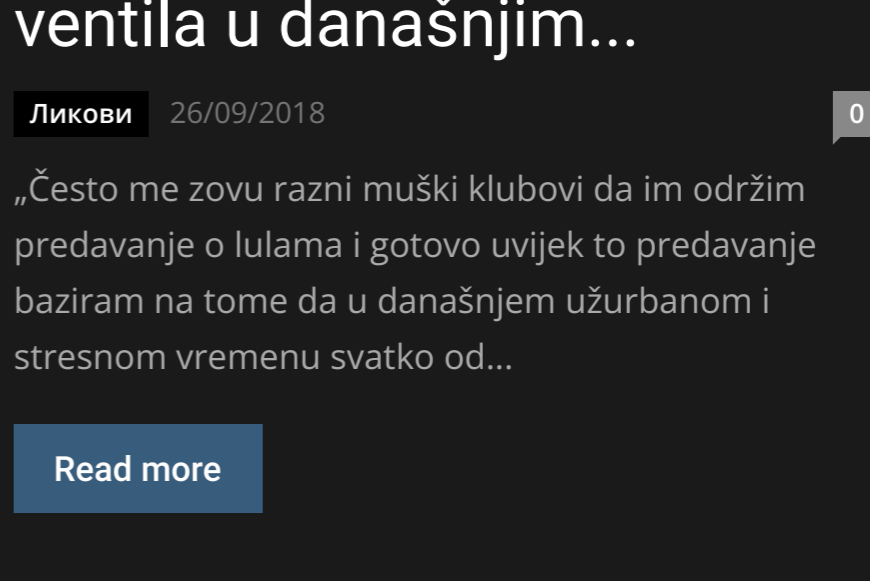 ventila u današnjim...
Ликови 26/09/2018 0
„Često me zovu razni muški klubovi da im održim
predavanje o lulama i gotovo uvijek to predavanje
baziram na tome da u današnjem užurbanom i
stresnom vremenu svatko od...
Read more